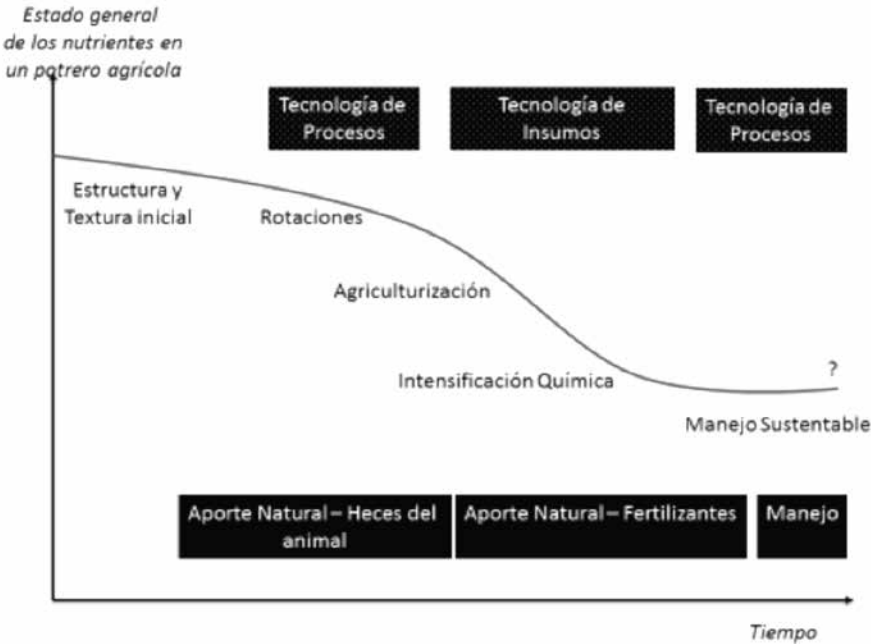 Estado general
de los nutrientes en
un potrero agrícola
Tecnología de
Procesos
Tecnología de
Insumos
Tecnología de
Procesos
Estructura y
Textura inicial
Rotaciones
Agriculturización
Intensificación Química
?
Manejo Sustentable
Aporte Natural – Heces del
animal
Aporte Natural – Fertilizantes
Manejo
Tiempo